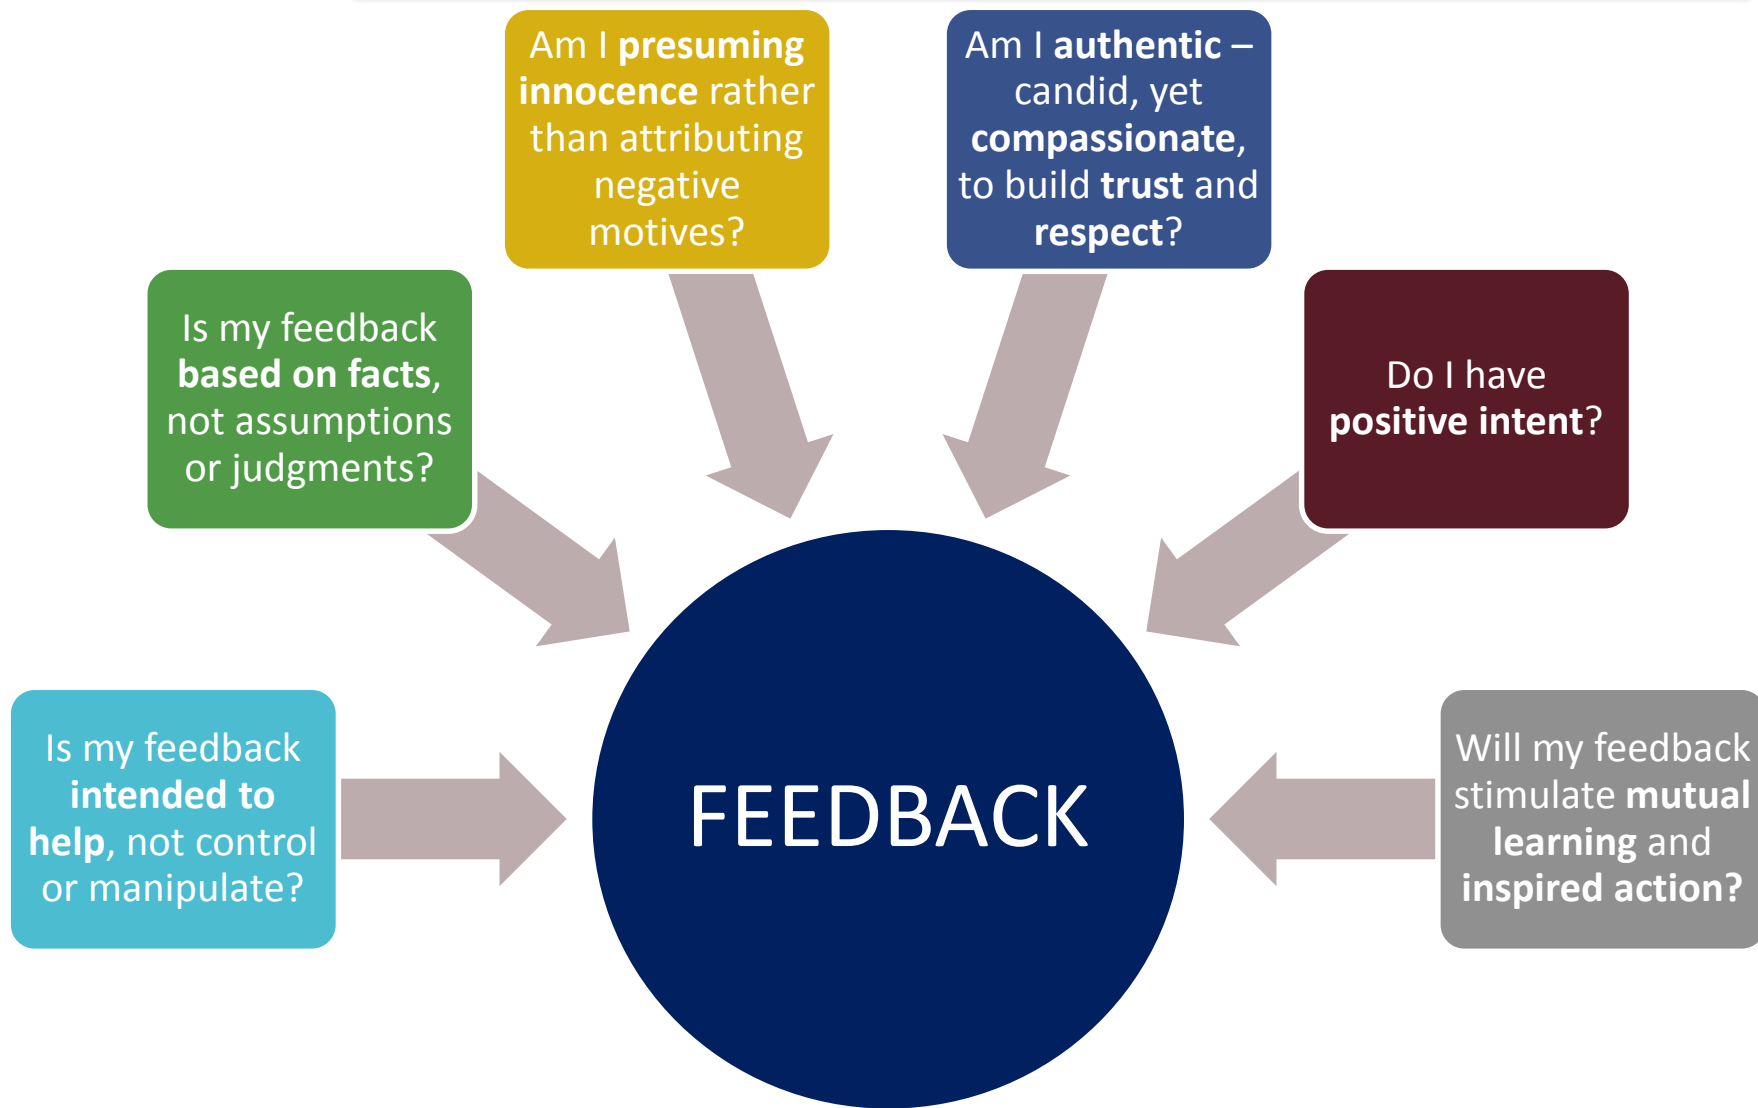 Am I presuming
innocence rather
than attributing
negative
motives?
Am I authentic –
candid, yet
compassionate,
to build trust and
respect?
Is my feedback
based on facts,
not assumptions
or judgments?
Do I have
positive intent?
Is my feedback
intended to
help, not control
or manipulate?
FEEDBACK
Will my feedback
stimulate mutual
learning and
inspired action?